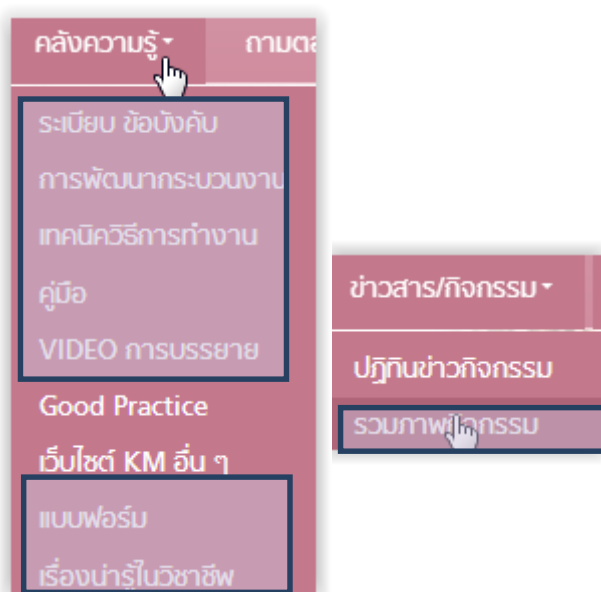 คลังความรู้
ระเบียบ ข้อบังคับ
การพัฒนากระบวนงาน
เทคนิควิธีการทำงาน
คู่มือ
VIDEO การบรรยาย
Good Practice
เว็บไซต์ KM อื่น ๆ
แบบฟอร์ม
เรื่องน่ารู้ในวิชาชีพ
ข่าวสาร/กิจกรรม
ปฏิทินข่าวกิจกรรม
รวมภาพกิจกรรม